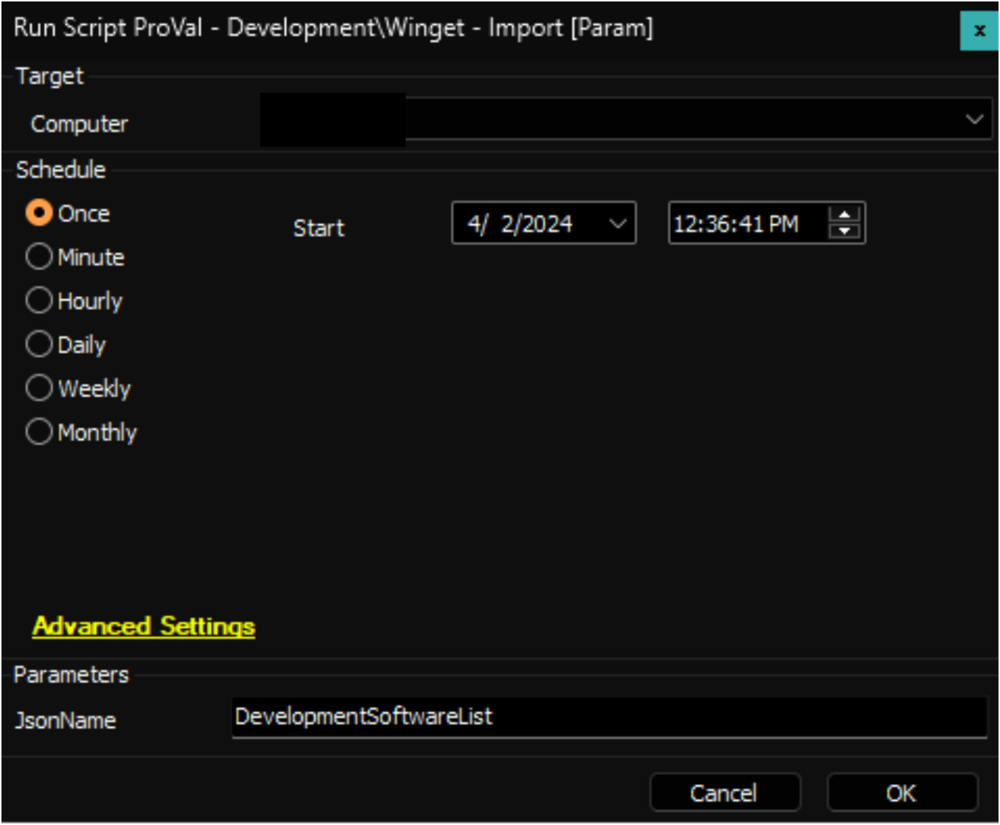 Run Script ProVal - Development\Winget - Import [Param]
x
Target
Computer
Schedule
Once
Start
4/ 2/2024
12:36:41 PM
Minute
Hourly
Daily
Weekly
Monthly
Advanced Settings
Parameters
JsonName
DevelopmentSoftwareList
Cancel
OK